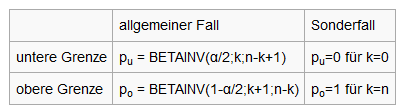 allgemeiner Fall Sonderfall
untere Grenze pu = BETAINV(α/2;k;n-k+1) pu=0 für k=0
obere Grenze po = BETAINV(1-α/2;k+1;n-k) po=1 für k=n